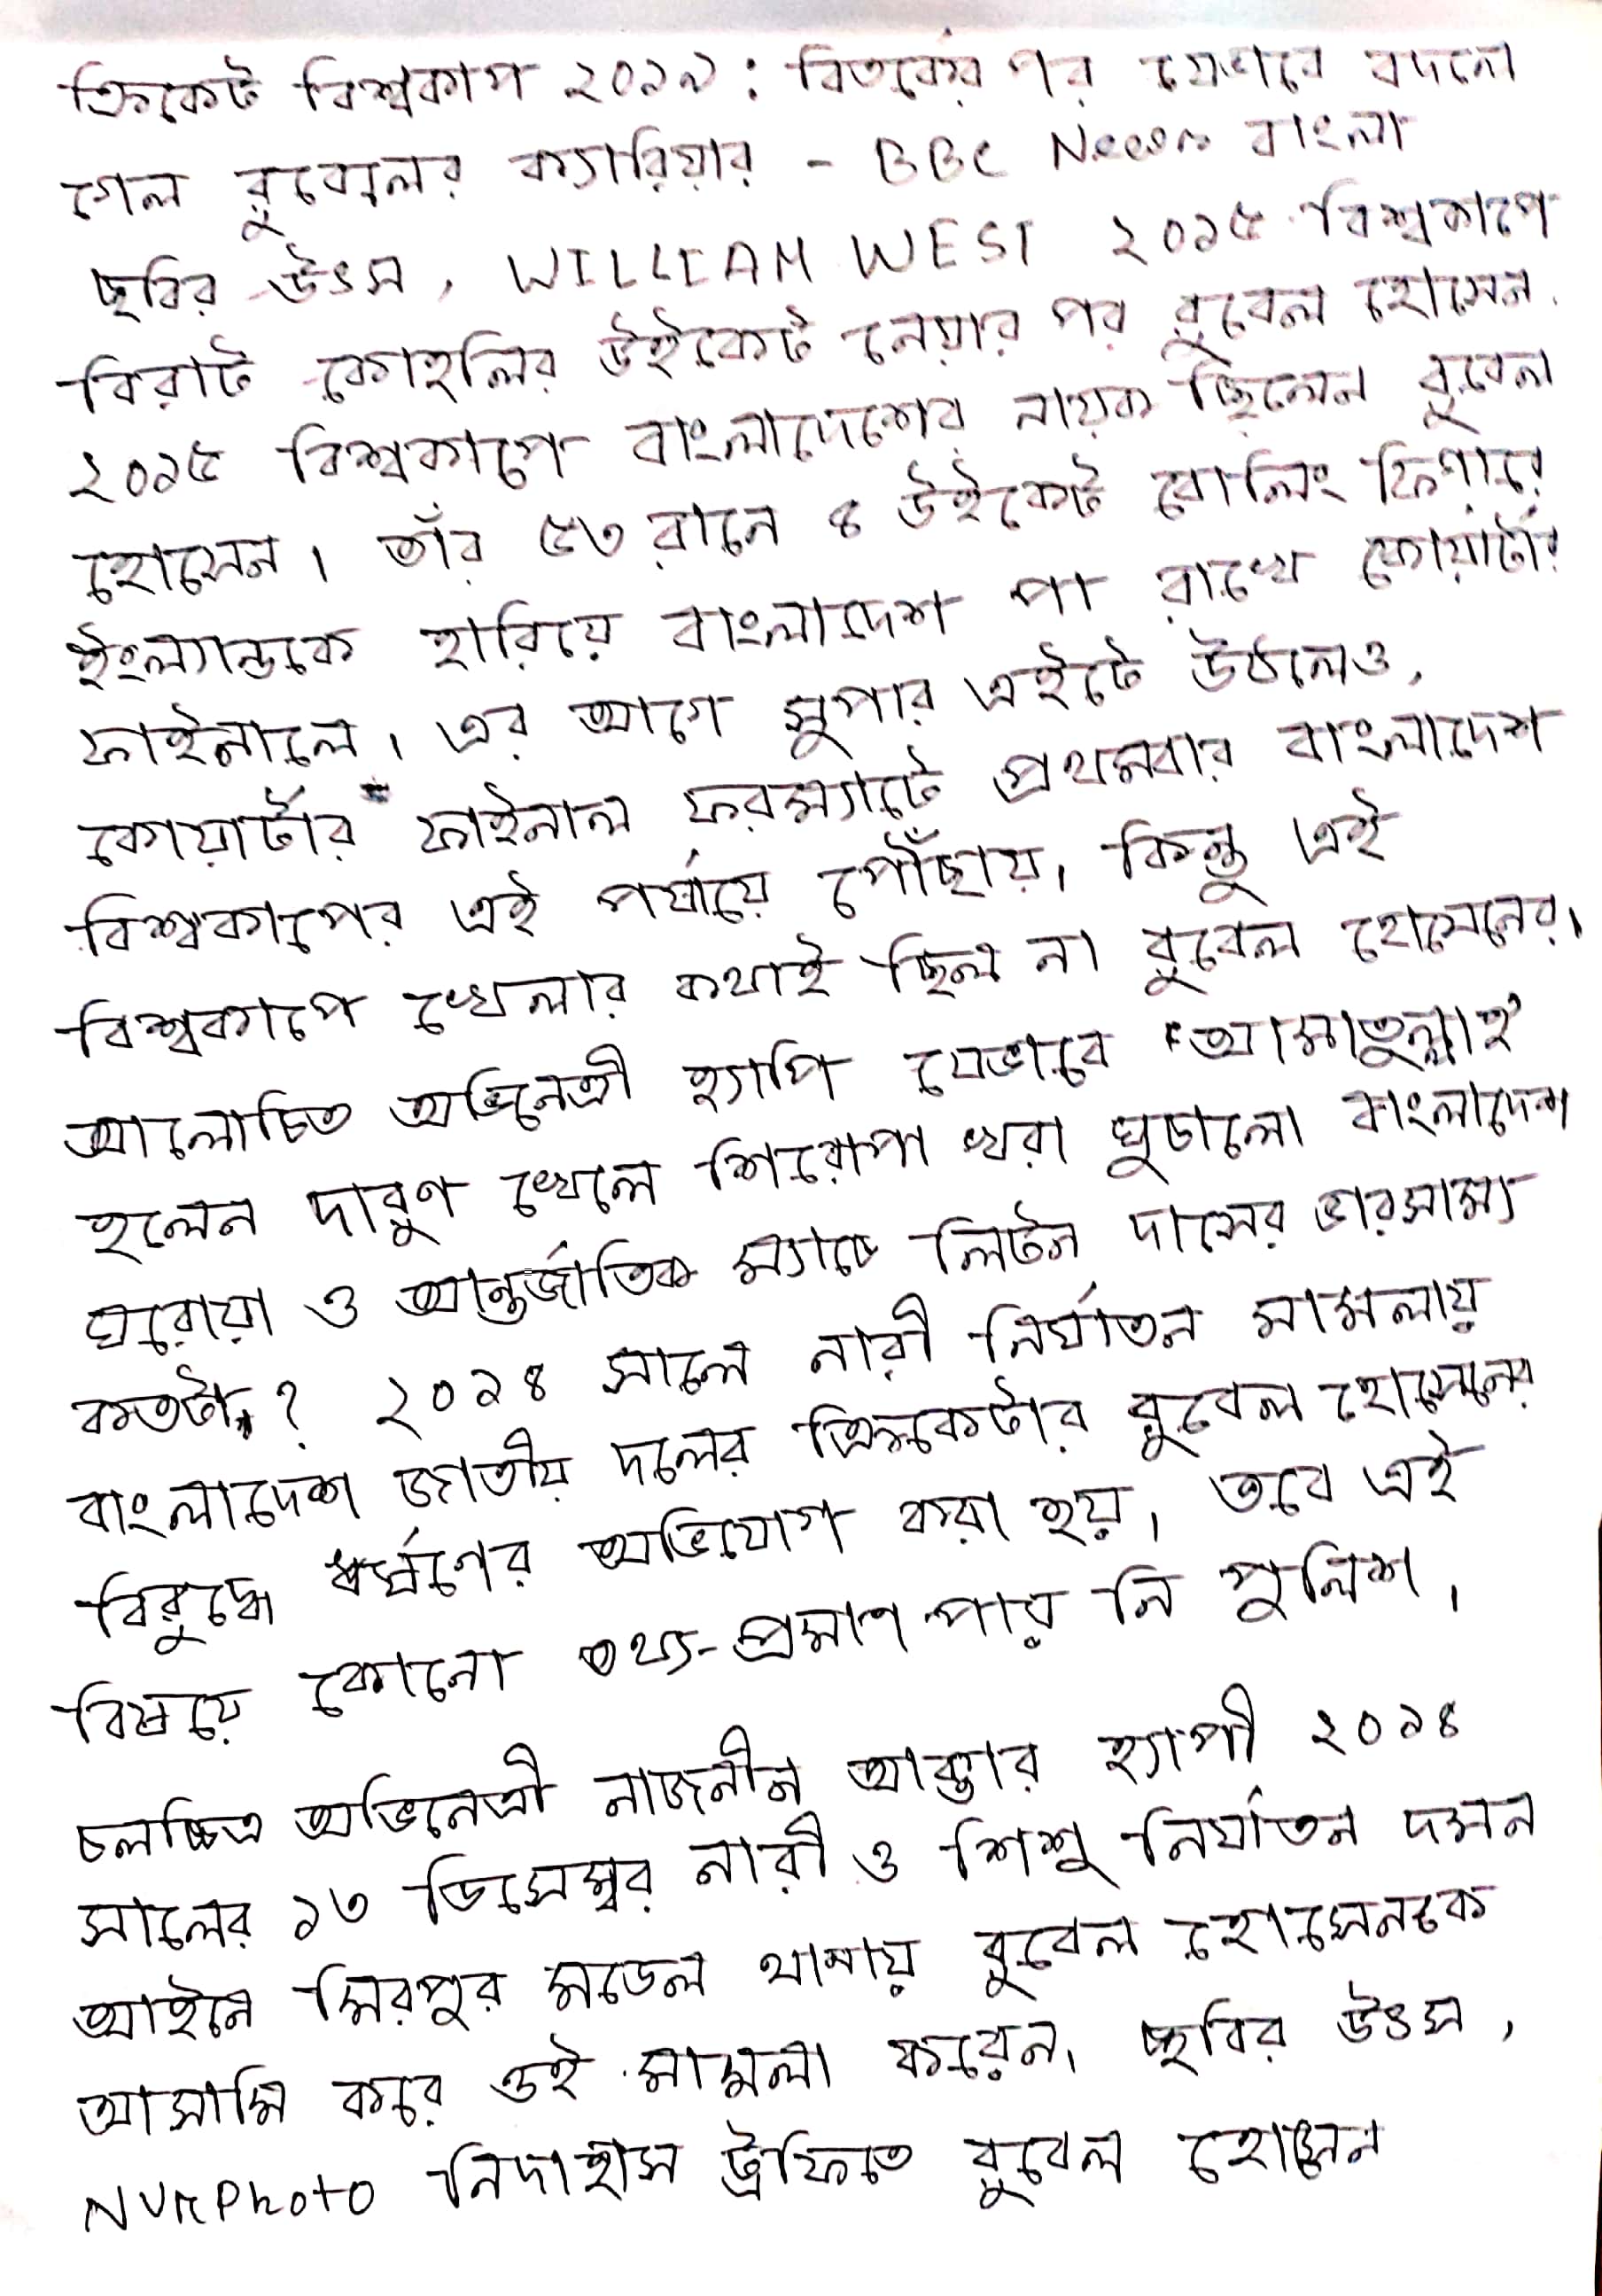 ক্রিকেট বিশ্বকাপ ২০১৯: বিতর্কের পর যেভাবে বদলে
গেল রুবেলের ক্যারিয়ার - BBC News বাংলা
ছবির উৎস, WILLIAM WEST ২০১৫ বিশ্বকাপে
বিরাট কোহলির উইকেট নেয়ার পর রুবেল হোসেন
২০১৫ বিশ্বকাপে বাংলাদেশের নায়ক ছিলেন রুবেল
হোসেন। তাঁর ৫৩ রানে ৪ উইকেট বোলিং ফিগারে
ইংল্যান্ডকে হারিয়ে বাংলাদেশ পা রাখে কোয়ার্টার
ফাইনালে। এর আগে সুপার এইটে উঠলেও,
কোয়ার্টার ফাইনাল ফরম্যাটে প্রথমবার বাংলাদেশ
বিশ্বকাপের এই পর্যায়ে পৌঁছায়। কিন্তু এই
বিশ্বকাপে খেলার কথাই ছিল না রুবেল হোসেনের।
আলোচিত অভিনেত্রী হ্যাপি যেভাবে 'আমাতুল্লাহ'
হলেন দারুণ খেলে শিরোপা খরা ঘুচালো বাংলাদেশ
ঘরোয়া ও আন্তর্জাতিক ম্যাচে লিটন দাসের ভারসাম্য
কতটা? ২০১৪ সালে নারী নির্যাতন মামলায়
বাংলাদেশ জাতীয় দলের ক্রিকেটার রুবেল হোসেনের
বিরুদ্ধে ধর্ষণের অভিযোগ করা হয়। তবে এই
বিষয়ে কোনো তথ্য-প্রমাণ পায় নি পুলিশ।
চলচ্চিত্র অভিনেত্রী নাজনীন আক্তার হ্যাপী ২০১৪
সালের ১৩ ডিসেম্বর নারী ও শিশু নির্যাতন দমন
আইনে মিরপুর মডেল থানায় রুবেল হোসেনকে
আসামি করে ওই মামলা করেন। ছবির উৎস,
NurPhoto নিদাহাস ট্রফিতে রুবেল হোসেন